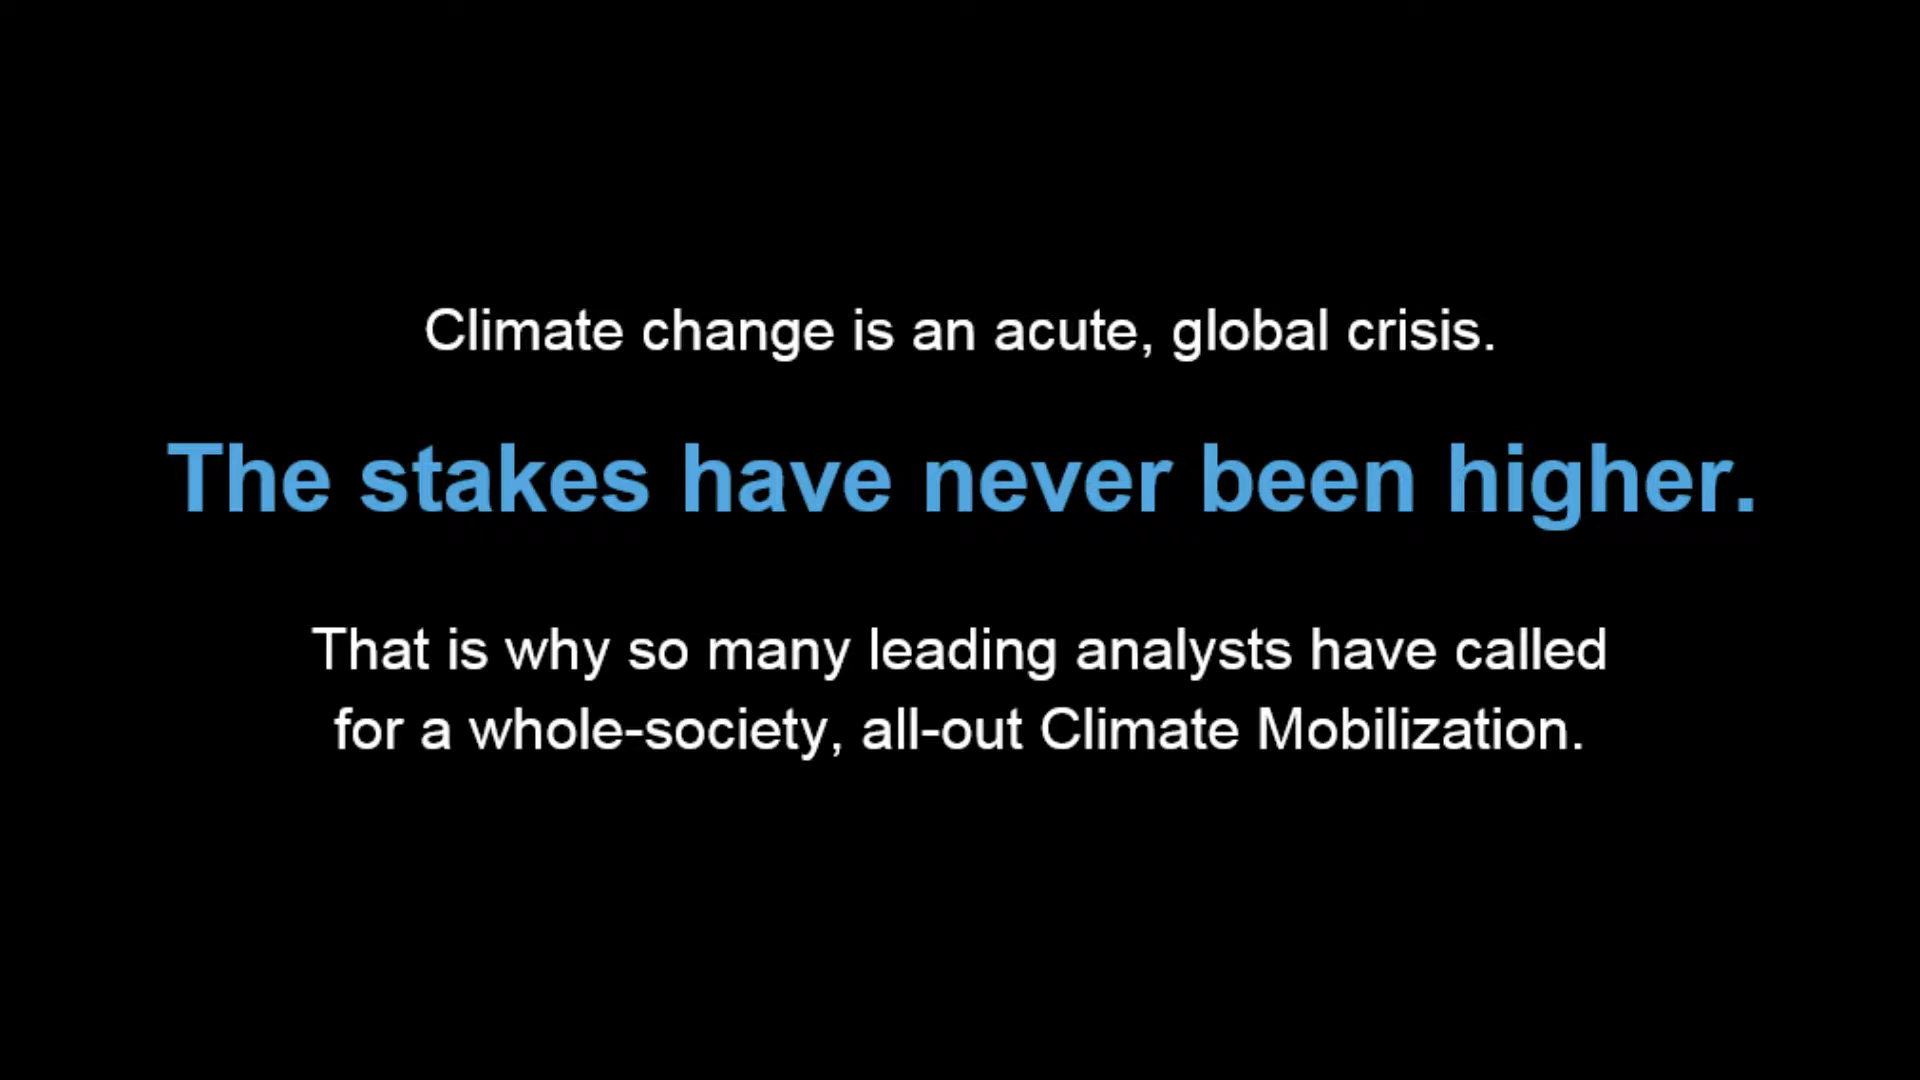 Climate change is an acute, global crisis.
The stakes have never been higher.
That is why so many leading analysts have called
for a whole-society, all-out Climate Mobilization.